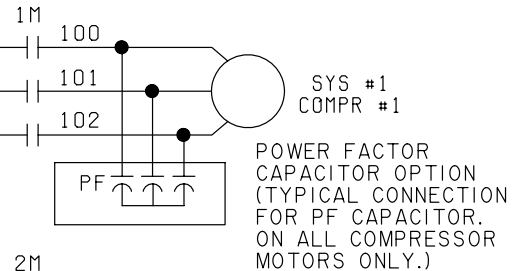 1M
100
101
102
SYS #1
COMPR #1
PF
POWER FACTOR
CAPACITOR OPTION
(TYPICAL CONNECTION
FOR PF CAPACITOR.
ON ALL COMPRESSOR
MOTORS ONLY.)
2M